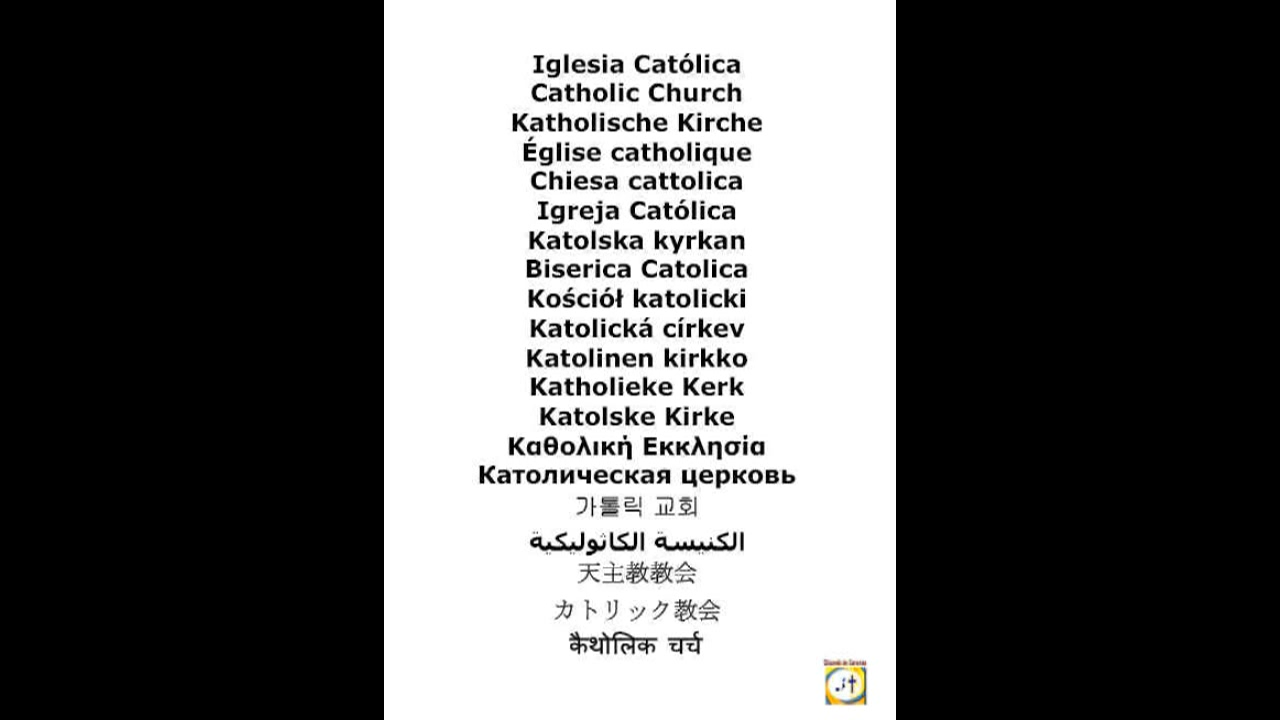 Iglesia Católica
Catholic Church
Katholische Kirche
Église catholique
Chiesa cattolica
Igreja Católica
Katolska kyrkan
Biserica Catolica
Kościół katolicki
Katolická církev
Katolinen kirkko
Katholieke Kerk
Katolske Kirke
Καθολική Εκκλησία
Католическая церковь
가톨릭 교회
الكنيسة الكاثوليكية
天主教教会
カトリック教会
कैथोलिक चर्च